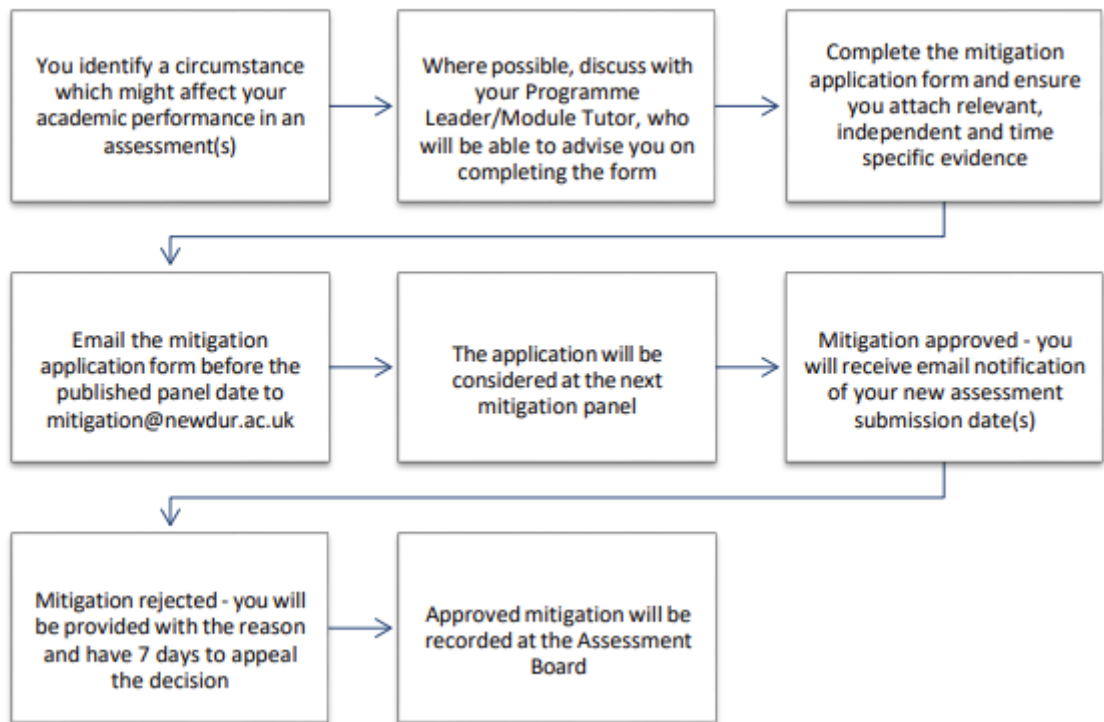 You identify a circumstance
which might affect your
academic performance in an
assessment(s)
Where possible, discuss with
your Programme
Leader/Module Tutor, who
will be able to advise you on
completing the form
Complete the mitigation
application form and ensure
you attach relevant,
independent and time
specific evidence
Email the mitigation
application form before the
published panel date to
mitigation@newdur.ac.uk
The application will be
considered at the next
mitigation panel
Mitigation approved - you
will receive email notification
of your new assessment
submission date(s)
Mitigation rejected - you will
be provided with the reason
and have 7 days to appeal
the decision
Approved mitigation will be
recorded at the Assessment
Board